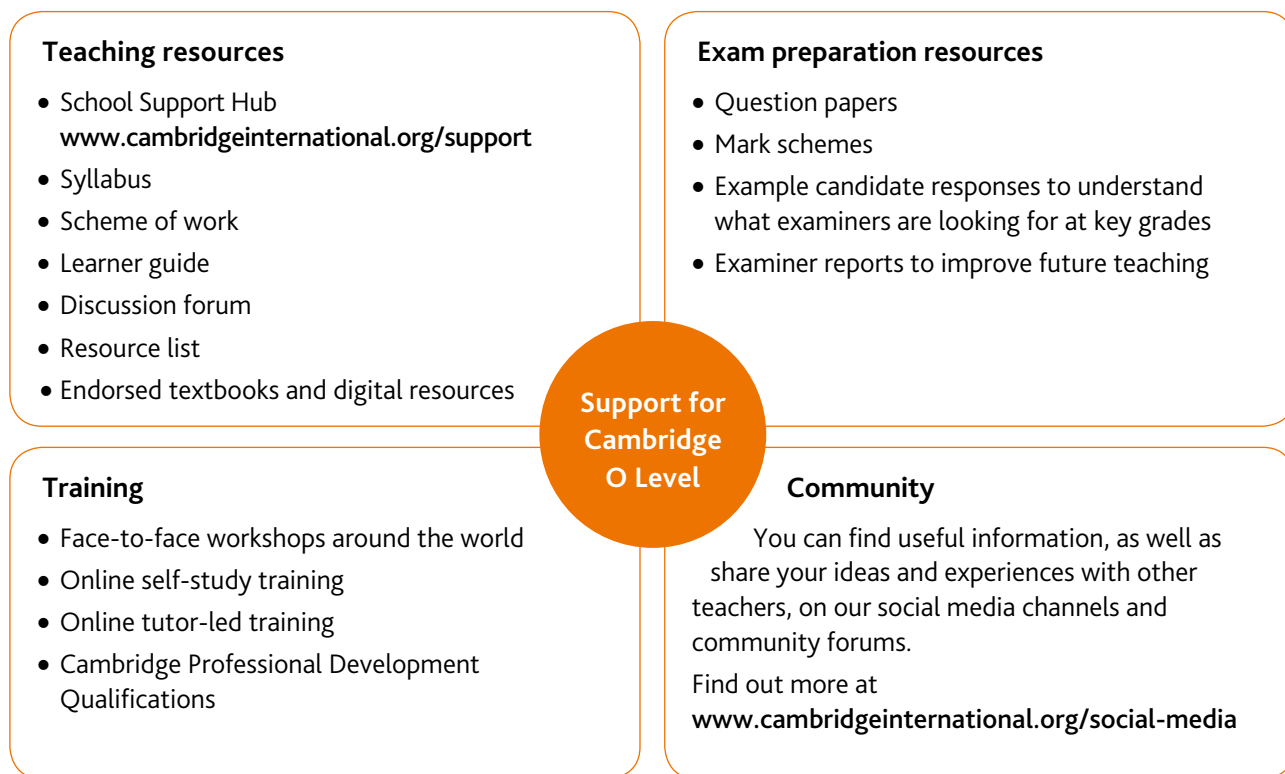 Teaching resources
• School Support Hub
www.cambridgeinternational.org/support
• Syllabus
• Scheme of work
• Learner guide
• Discussion forum
• Resource list
• Endorsed textbooks and digital resources
Exam preparation resources
• Question papers
• Mark schemes
• Example candidate responses to understand
what examiners are looking for at key grades
• Examiner reports to improve future teaching
Support for
Cambridge
O Level
Training
• Face-to-face workshops around the world
• Online self-study training
• Online tutor-led training
• Cambridge Professional Development
Qualifications
Community
You can find useful information, as well as
share your ideas and experiences with other
teachers, on our social media channels and
community forums.
Find out more at
www.cambridgeinternational.org/social-media